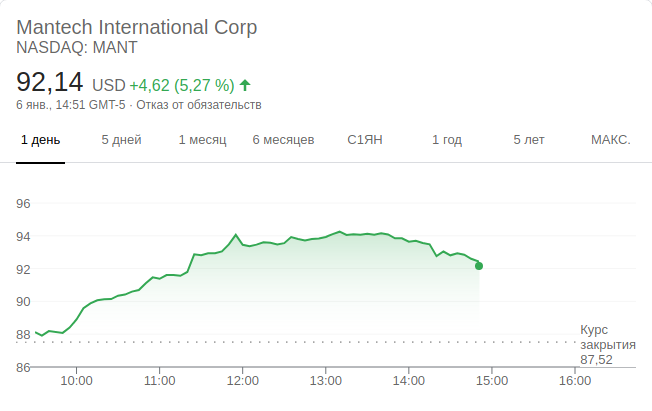 Mantech International Corp
NASDAQ: MANT
92,14 USD +4,62 (5,27 %)
6 янв., 14:51 GMT-5 · Отказ от обязательств
1 день 5 дней 1 месяц 6 месяцев С1ЯН 1 год 5 лет МАКС.
96
94
92
90
88
Курс
закрытия
87,52
86
10:00 11:00 12:00 13:00 14:00 15:00 16:00